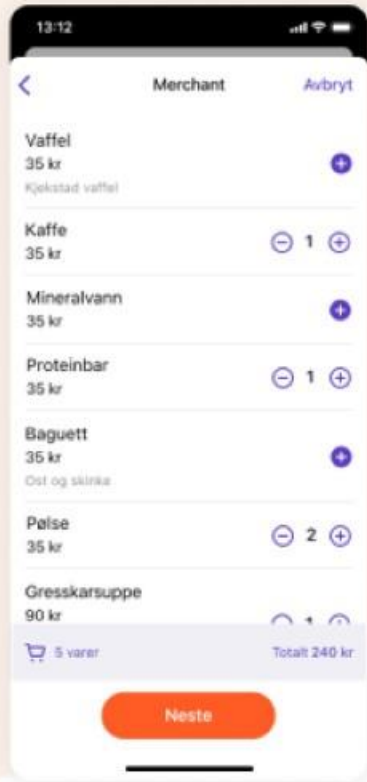 13:12
Merchant
Avbryt
Vaffel
35 kr
Kjekstad vaffel
Kaffe
35 kr
1
Mineralvann
35 kr
Proteinbar
35 kr
1
Baguett
35 kr
Ost og skinka
Pølse
35 kr
2
Gresskarsuppe
90 kr
1
5 varer
Totalt 240 kr
Neste